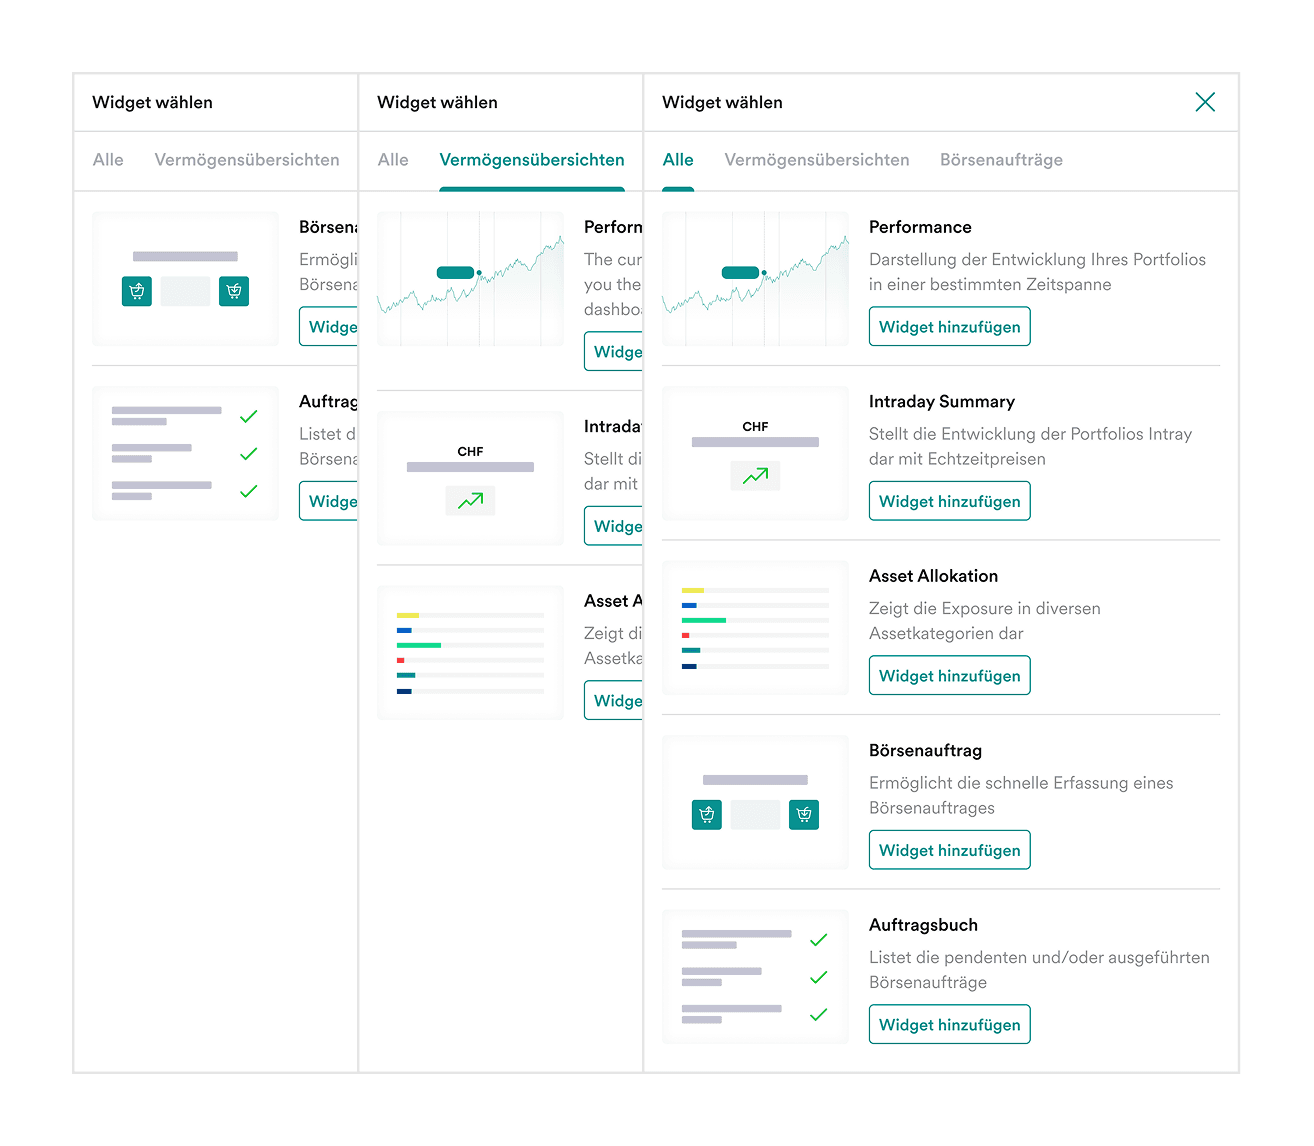 Widget wählen
Alle Vermögensübersichten
Börsena
Ermögli
Börsena
Widge
Auftrag
Listet d
Börsena
Widge
Widget wählen
Alle Vermögensübersichten
Perform
The cur
you the
dashboa
Widge
CHF
Intraday
Stellt di
dar mit
Widge
Asset A
Zeigt di
Assetka
Widge
Widget wählen
Alle Vermögensübersichten Börsenaufträge
Performance
Darstellung der Entwicklung Ihres Portfolios
in einer bestimmten Zeitspanne
Widget hinzufügen
CHF
Intraday Summary
Stellt die Entwicklung der Portfolios Intray
dar mit Echtzeitpreisen
Widget hinzufügen
Asset Allokation
Zeigt die Exposure in diversen
Assetkategorien dar
Widget hinzufügen
Börsenauftrag
Ermöglicht die schnelle Erfassung eines
Börsenauftrages
Widget hinzufügen
Auftragsbuch
Listet die pendenten und/oder ausgeführten
Börsenaufträge
Widget hinzufügen